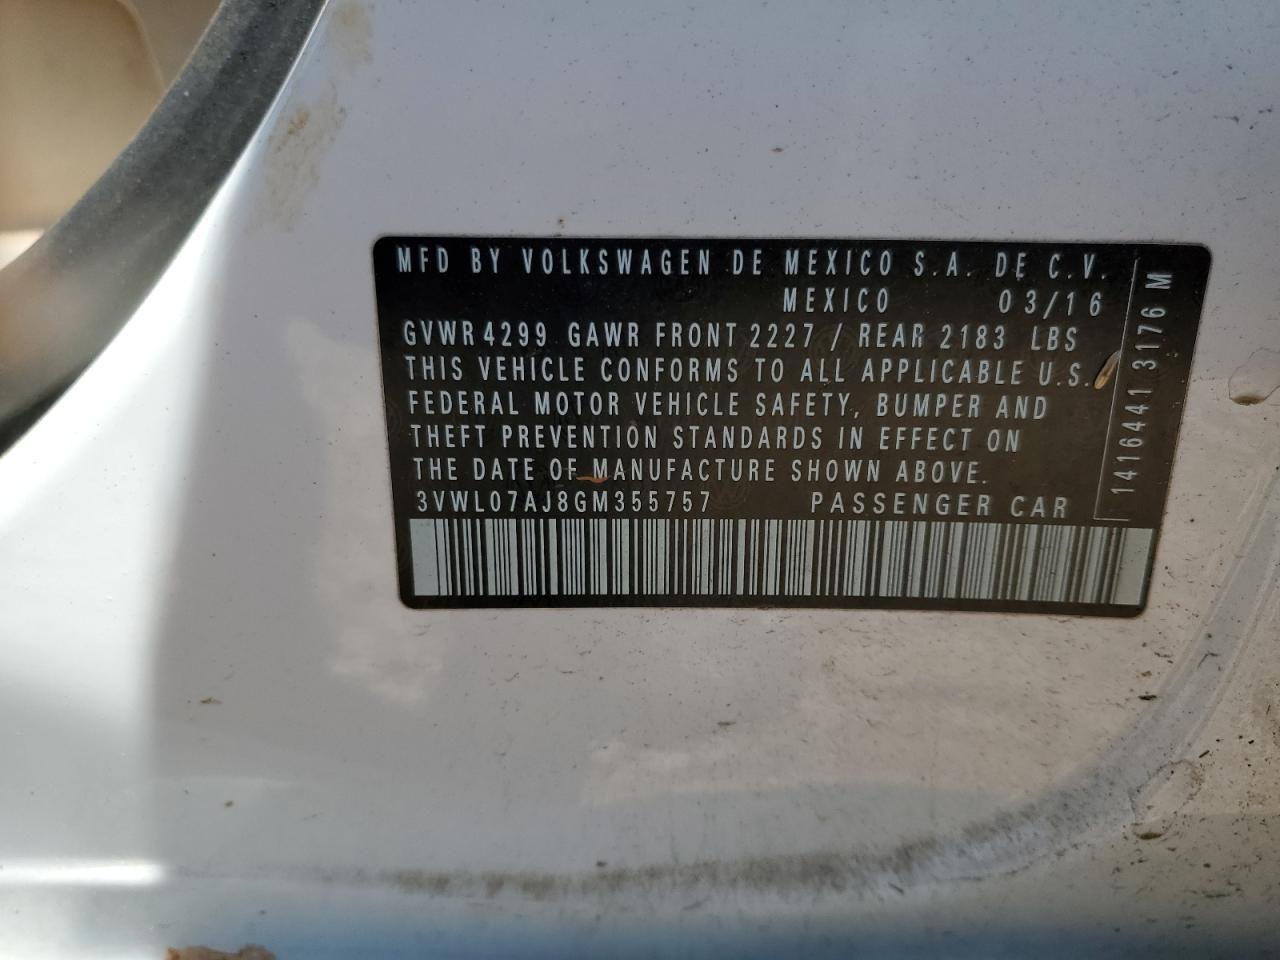 MFD BY VOLKSWAGEN DE MEXICO S.A. DE C.V.
MEXICO 03/16
GVWR 4299 GAWR FRONT 2227 / REAR 2183 LBS
THIS VEHICLE CONFORMS TO ALL APPLICABLE U.S.
FEDERAL MOTOR VEHICLE SAFETY, BUMPER AND
THEFT PREVENTION STANDARDS IN EFFECT ON
THE DATE OF MANUFACTURE SHOWN ABOVE.
3VWL07AJ8GM355757 PASSENGER CAR
1416441 3176 M